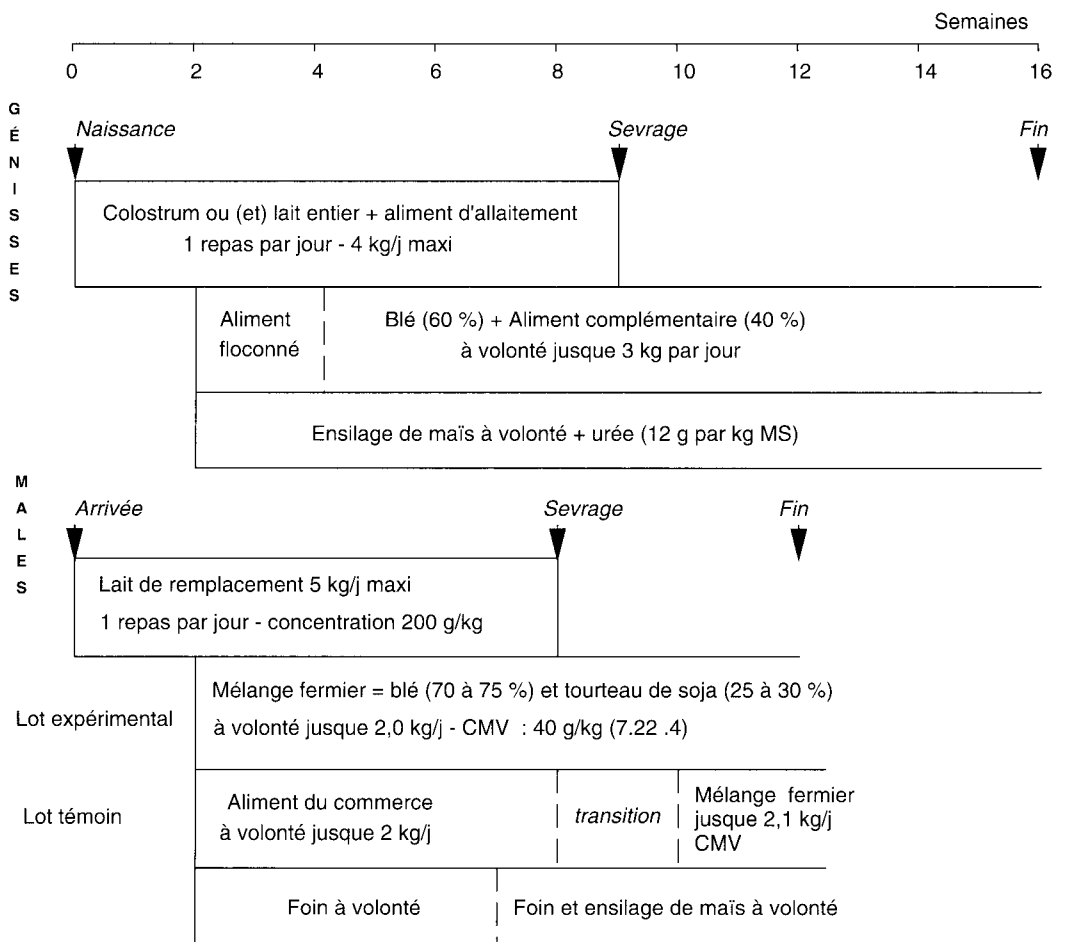 Semaines
0 2 4 6 8 10 12 14 16
GÉNISSES
Naissance Sevrage Fin
Colostrum ou (et) lait entier + aliment d'allaitement
1 repas par jour - 4 kg/j maxi
Aliment
floconné
Blé (60 %) + Aliment complémentaire (40 %)
à volonté jusque 3 kg par jour
Ensilage de maïs à volonté + urée (12 g par kg MS)
MALES
Arrivée Sevrage Fin
Lait de remplacement 5 kg/j maxi
1 repas par jour - concentration 200 g/kg
Lot expérimental
Mélange fermier = blé (70 à 75 %) et tourteau de soja (25 à 30 %)
à volonté jusque 2,0 kg/j - CMV : 40 g/kg (7.22 .4)
Lot témoin
Aliment du commerce
à volonté jusque 2 kg/j
transition
Mélange fermier
jusque 2,1 kg/j
CMV
Foin à volonté
Foin et ensilage de maïs à volonté